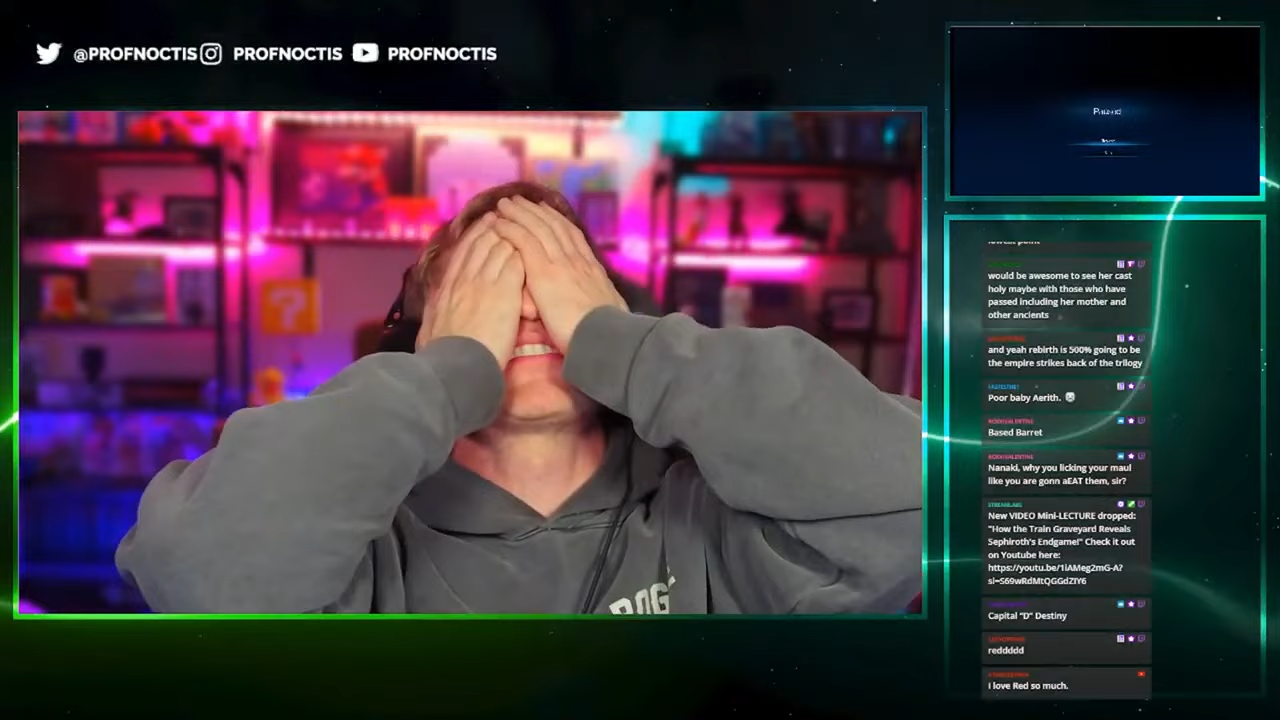 @PROFNOCTIS PROFNOCTIS PROFNOCTIS
Paused
would be awesome to see her cast
holy maybe with those who have
passed including her mother and
other ancients
and yeah rebirth is 500% going to be
the empire strikes back of the trilogy
Poor baby Aerith.
Based Barret
Nanaki, why you licking your maul
like you are gonn aEAT them, sir?
STREAMLABS
New VIDEO Mini-LECTURE dropped:
"How the Train Graveyard Reveals
Sephiroth's Endgame!" Check it out
on Youtube here:
https://youtu.be/1iAMeg2mG-A?
si=S69wRdMtQGGdZIY6
Capital "D" Destiny
reddddd
I love Red so much.